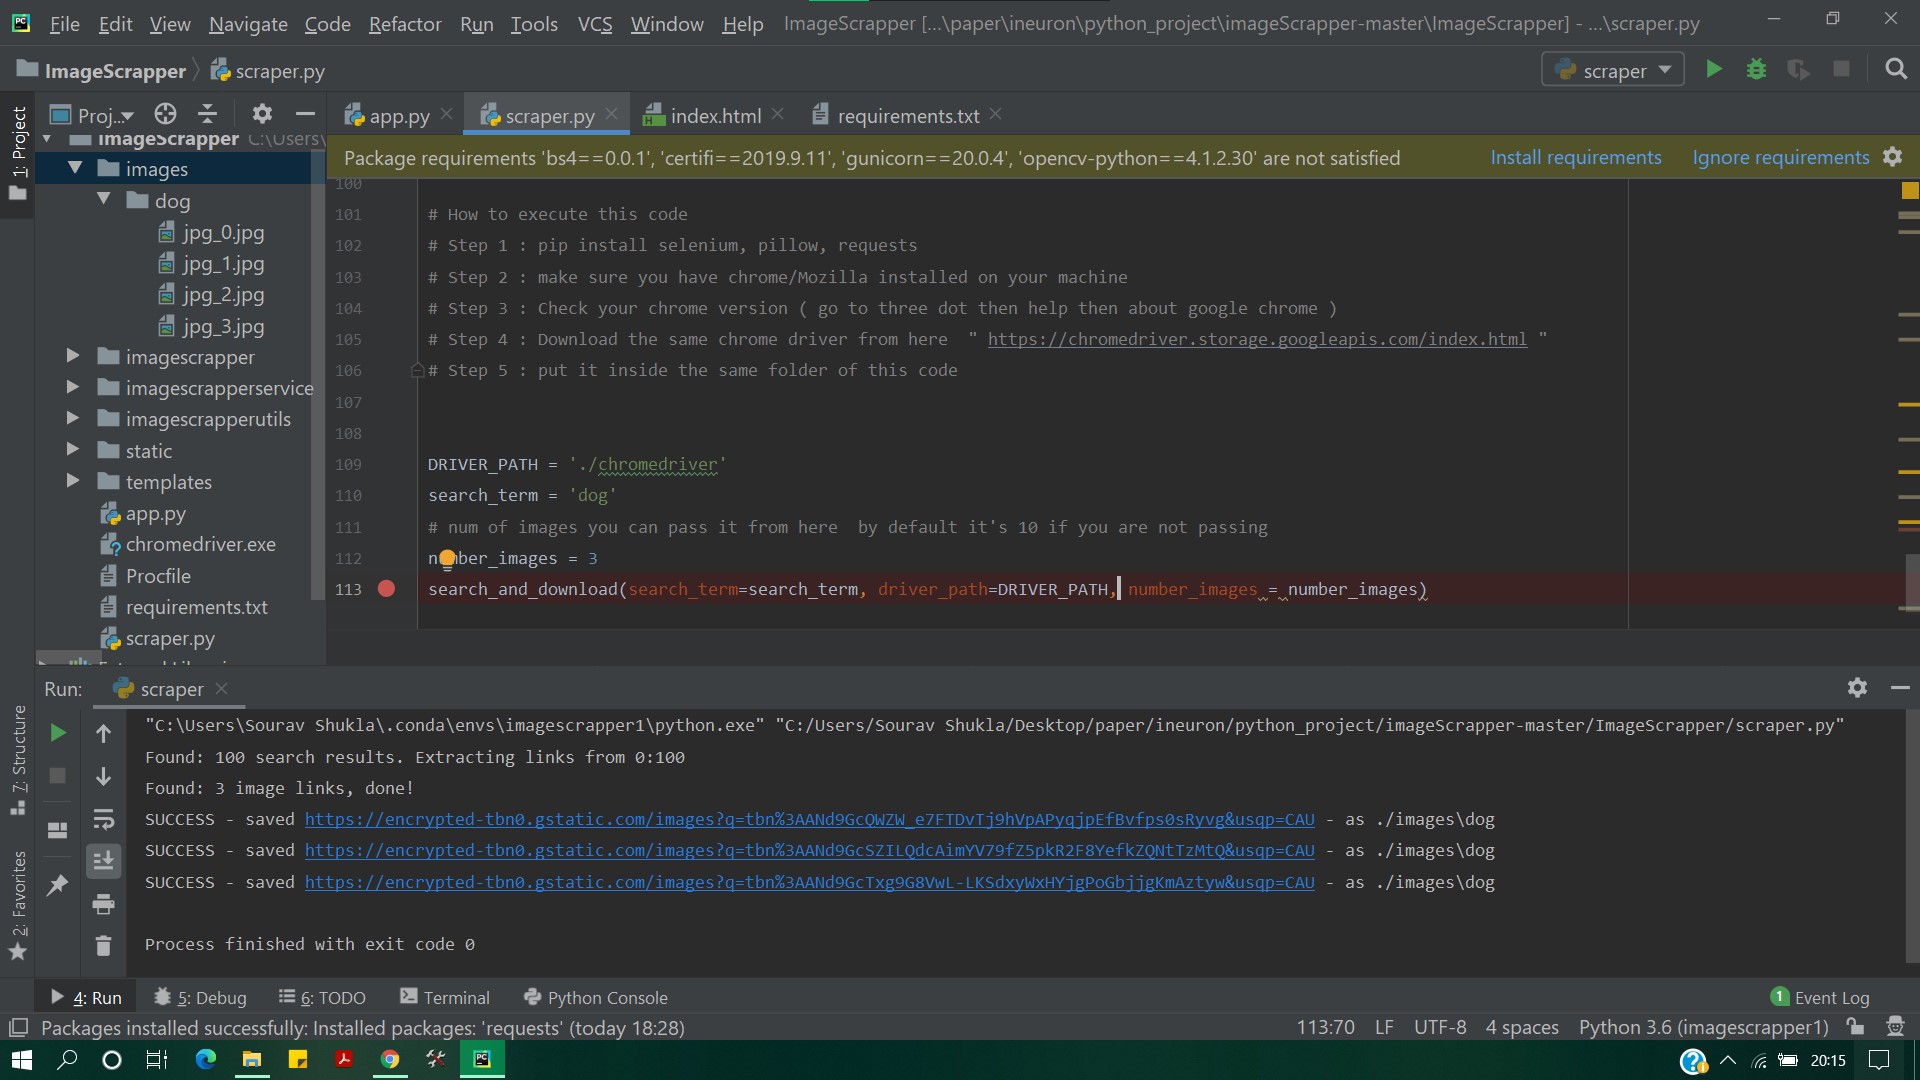 File Edit View Navigate Code Refactor Run Tools VCS Window Help ImageScrapper [...\paper\ineuron\python_project\imageScrapper-master\ImageScrapper] - ...\scraper.py
ImageScrapper scraper.py scraper
1: Project
Proj... app.py scraper.py index.html requirements.txt
ImageScrapper C:\Users\
images
dog
jpg_0.jpg
jpg_1.jpg
jpg_2.jpg
jpg_3.jpg
imagescrapper
imagescrapperservice
imagescrapperutils
static
templates
app.py
chromedriver.exe
Procfile
requirements.txt
scraper.py
Package requirements 'bs4==0.0.1', 'certifi==2019.9.11', 'gunicorn==20.0.4', 'opencv-python==4.1.2.30' are not satisfied Install requirements Ignore requirements
100
101 # How to execute this code
102 # Step 1 : pip install selenium, pillow, requests
103 # Step 2 : make sure you have chrome/Mozilla installed on your machine
104 # Step 3 : Check your chrome version ( go to three dot then help then about google chrome )
105 # Step 4 : Download the same chrome driver from here " https://chromedriver.storage.googleapis.com/index.html "
106 # Step 5 : put it inside the same folder of this code
107
108
109 DRIVER_PATH = './chromedriver'
110 search_term = 'dog'
111 # num of images you can pass it from here by default it's 10 if you are not passing
112 number_images = 3
113 search_and_download(search_term=search_term, driver_path=DRIVER_PATH, number_images = number_images)
Run: scraper
7: Structure
2: Favorites
"C:\Users\Sourav Shukla\.conda\envs\imagescrapper1\python.exe" "C:/Users/Sourav Shukla/Desktop/paper/ineuron/python_project/imageScrapper-master/ImageScrapper/scraper.py"
Found: 100 search results. Extracting links from 0:100
Found: 3 image links, done!
SUCCESS - saved https://encrypted-tbn0.gstatic.com/images?q=tbn%3AANd9GcQWZW_e7FTDvTj9hVpAPyqjpEfBvfps0sRyvg&usqp=CAU - as ./images\dog
SUCCESS - saved https://encrypted-tbn0.gstatic.com/images?q=tbn%3AANd9GcSZILQdcAimYV79fZ5pkR2F8YefkZQNtTzMtQ&usqp=CAU - as ./images\dog
SUCCESS - saved https://encrypted-tbn0.gstatic.com/images?q=tbn%3AANd9GcTxg9G8VwL-LKSdxyWxHYjgPoGbjjgKmAztyw&usqp=CAU - as ./images\dog
Process finished with exit code 0
4: Run 5: Debug 6: TODO Terminal Python Console 1 Event Log
Packages installed successfully: Installed packages: 'requests' (today 18:28) 113:70 LF UTF-8 4 spaces Python 3.6 (imagescrapper1)
20:15